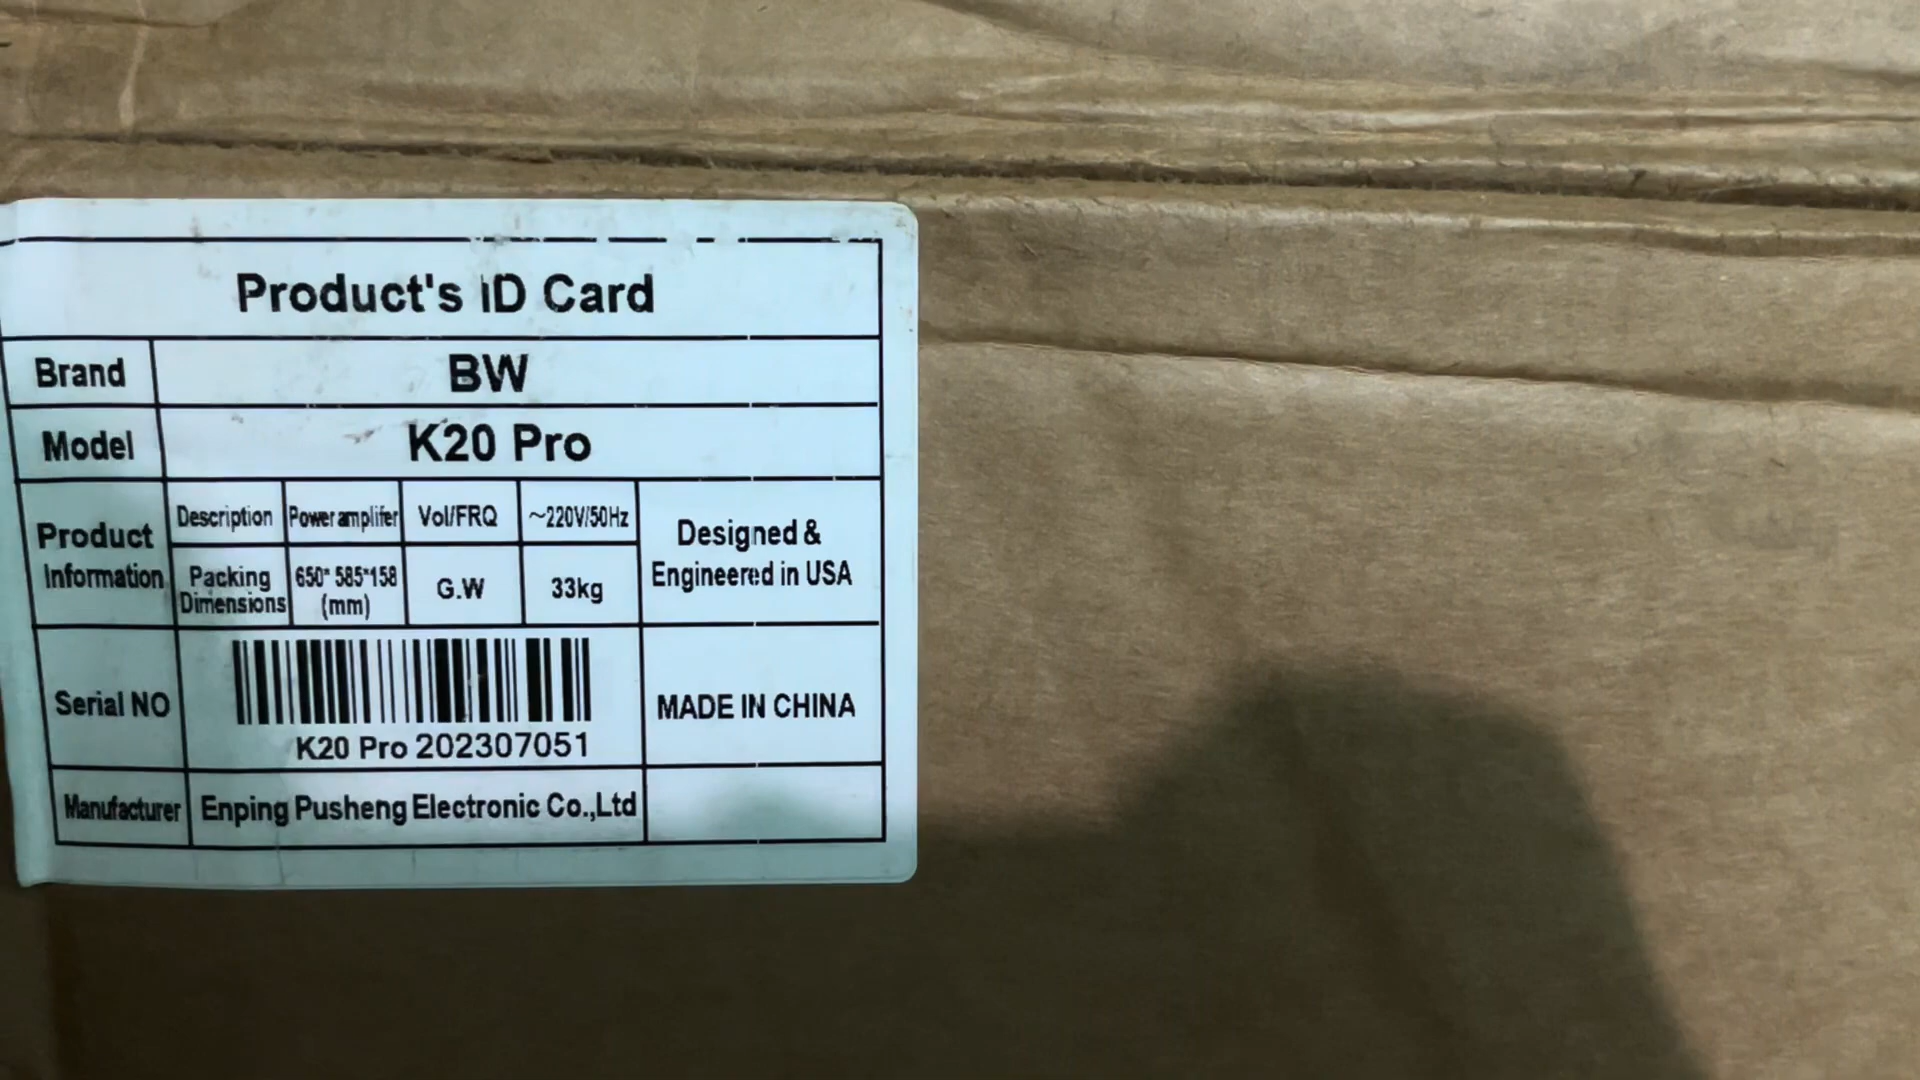 Product's ID Card
Brand
BW
Model
K20 Pro
Product
Information
Description
Power amplifer
Vol/FRQ
~220V/50Hz
Packing
Dimensions
650* 585*158
(mm)
G.W
33kg
Designed &
Engineered in USA
Serial NO
K20 Pro 202307051
MADE IN CHINA
Manufacturer
Enping Pusheng Electronic Co.,Ltd